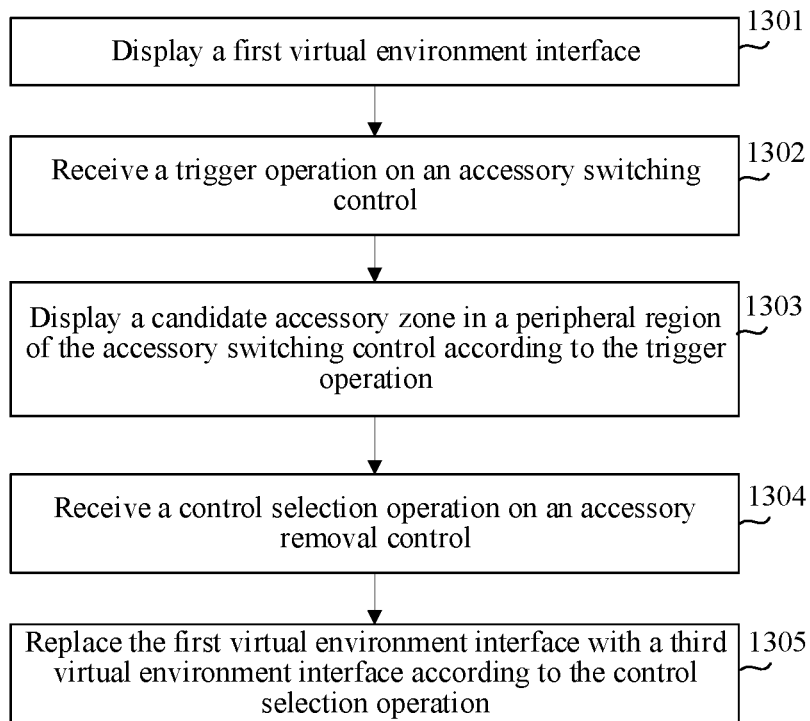 1301
Display a first virtual environment interface
1302
Receive a trigger operation on an accessory switching
control
1303
Display a candidate accessory zone in a peripheral region
of the accessory switching control according to the trigger
operation
1304
Receive a control selection operation on an accessory
removal control
1305
Replace the first virtual environment interface with a third
virtual environment interface according to the control
selection operation